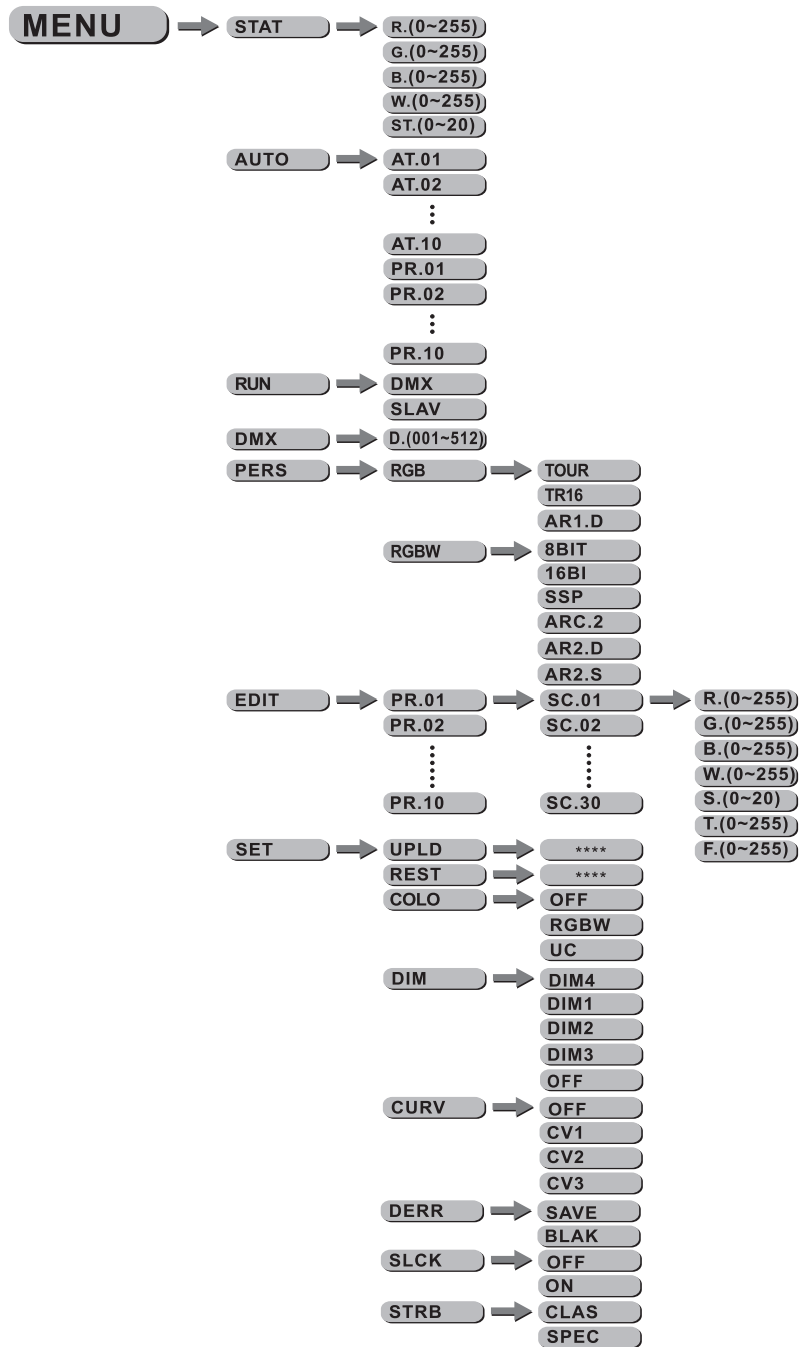 MENU STAT R.(0~255)
G.(0~255)
B.(0~255)
W.(0~255)
ST.(0~20)
AUTO AT.01
AT.02
AT.10
PR.01
PR.02
PR.10
RUN DMX
SLAV
DMX D.(001~512)
PERS RGB TOUR
TR16
AR1.D
RGBW 8BIT
16BI
SSP
ARC.2
AR2.D
AR2.S
EDIT PR.01 SC.01 R.(0~255)
PR.02 SC.02 G.(0~255)
B.(0~255)
W.(0~255)
PR.10 SC.30 S.(0~20)
T.(0~255)
SET UPLD **** F.(0~255)
REST ****
COLO OFF
RGBW
UC
DIM DIM4
DIM1
DIM2
DIM3
OFF
CURV OFF
CV1
CV2
CV3
DERR SAVE
BLAK
SLCK OFF
ON
STRB CLAS
SPEC